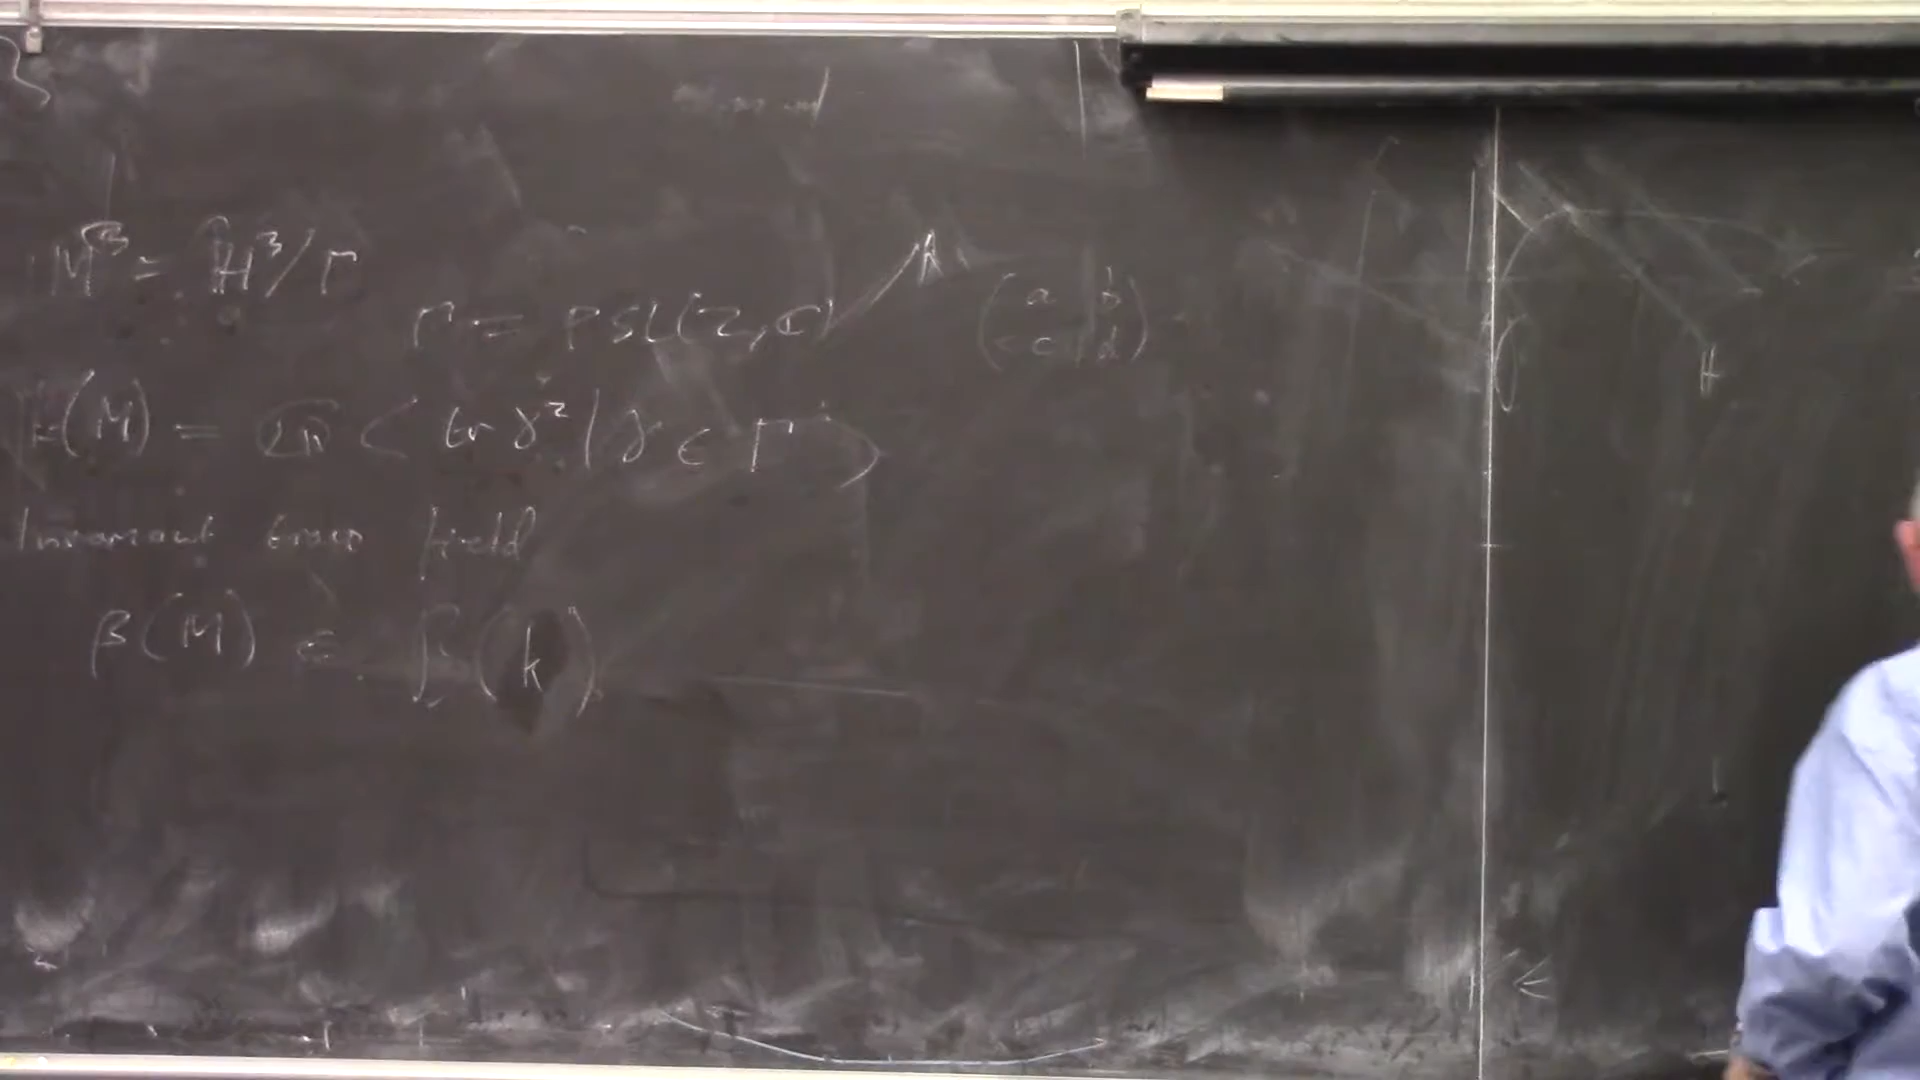 M³ = ℍ³/Γ
A
Γ = PSL(2, ℂ)
( a b
c d )
k(M) = ℚ < tr γ² | γ ∈ Γ >
H
Invariant trace field
β(M) ∈ (k)